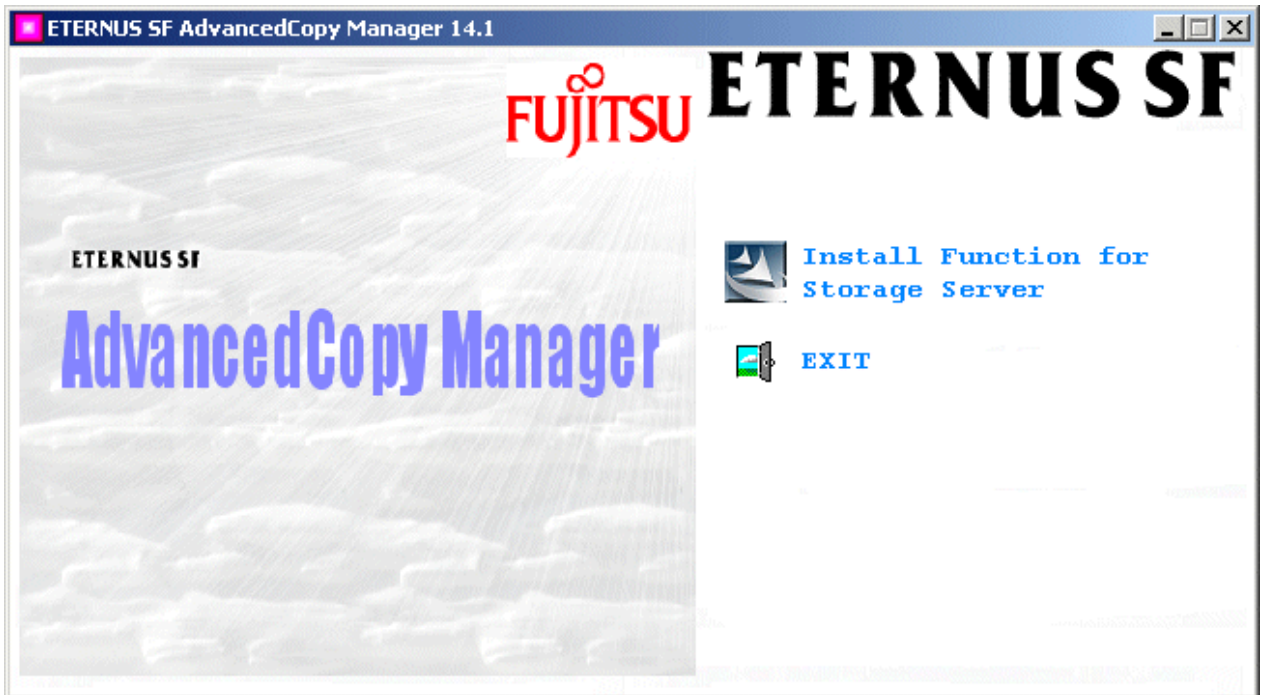 ETERNUS SF AdvancedCopy Manager 14.1
FUJITSU
ETERNUS SF
ETERNUS SF
AdvancedCopy Manager
Install Function for
Storage Server
EXIT